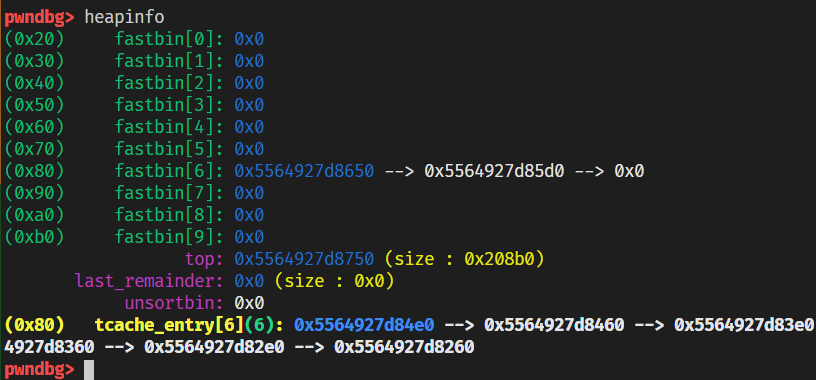 pwndbg> heapinfo
(0x20)     fastbin[0]: 0x0
(0x30)     fastbin[1]: 0x0
(0x40)     fastbin[2]: 0x0
(0x50)     fastbin[3]: 0x0
(0x60)     fastbin[4]: 0x0
(0x70)     fastbin[5]: 0x0
(0x80)     fastbin[6]: 0x5564927d8650 --> 0x5564927d85d0 --> 0x0
(0x90)     fastbin[7]: 0x0
(0xa0)     fastbin[8]: 0x0
(0xb0)     fastbin[9]: 0x0
top: 0x5564927d8750 (size : 0x208b0)
last_remainder: 0x0 (size : 0x0)
unsortbin: 0x0
(0x80)   tcache_entry[6](6): 0x5564927d84e0 --> 0x5564927d8460 --> 0x5564927d83e0
4927d8360 --> 0x5564927d82e0 --> 0x5564927d8260
pwndbg>